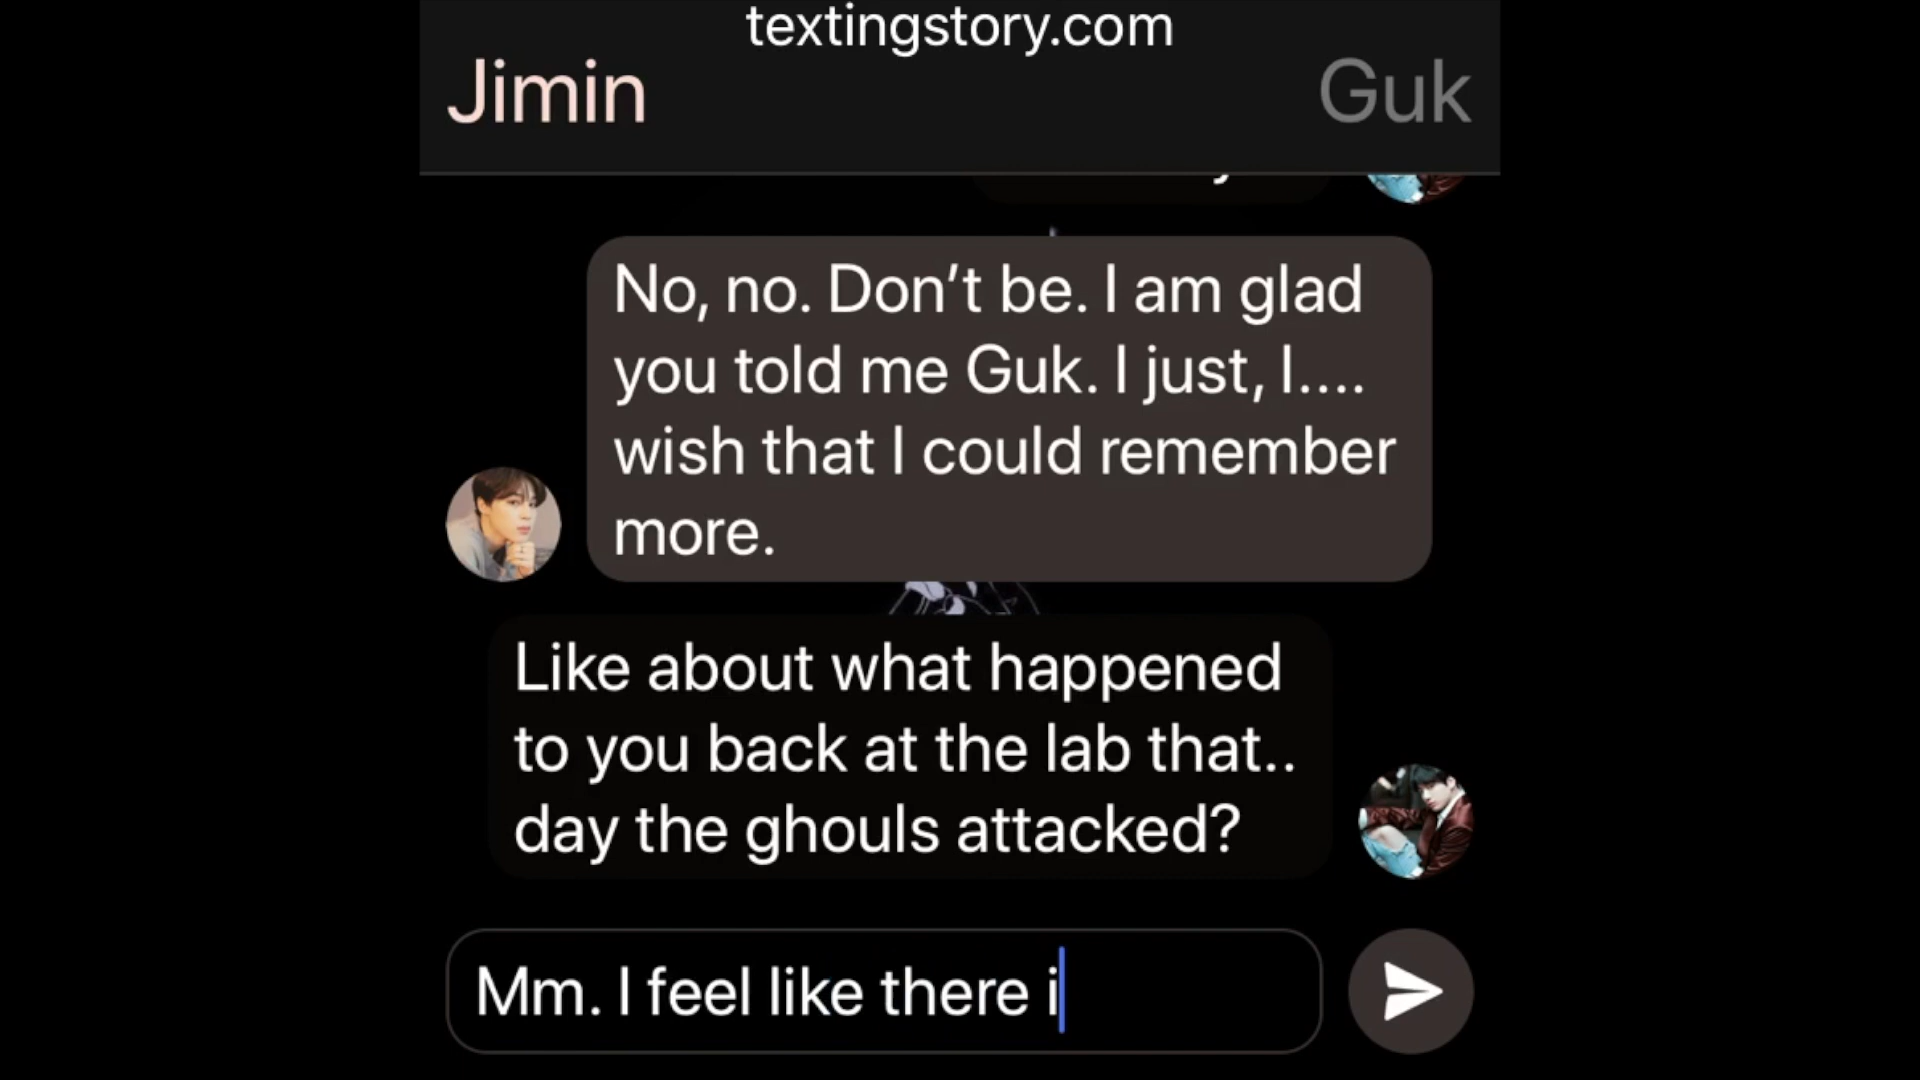 textingstory.com
Jimin
Guk
No, no. Don’t be. I am glad
you told me Guk. I just, I....
wish that I could remember
more.
Like about what happened
to you back at the lab that..
day the ghouls attacked?
Mm. I feel like there i